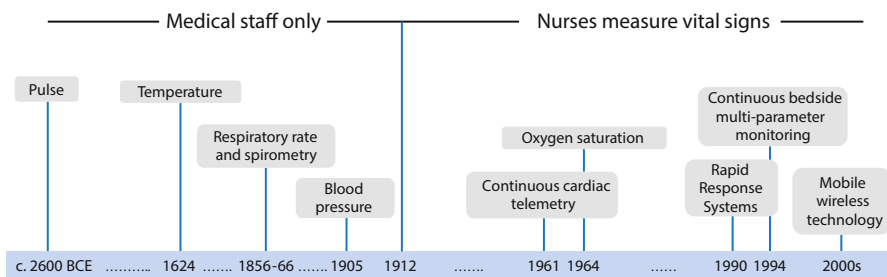 Medical staff only
Nurses measure vital signs
Pulse
Temperature
Respiratory rate
and spirometry
Blood
pressure
Oxygen saturation
Continuous cardiac
telemetry
Continuous bedside
multi-parameter
monitoring
Rapid
Response
Systems
Mobile
wireless
technology
c. 2600 BCE ........... 1624 ....... 1856-66 ....... 1905 1912 ....... 1961 1964 ...... 1990 1994 2000s